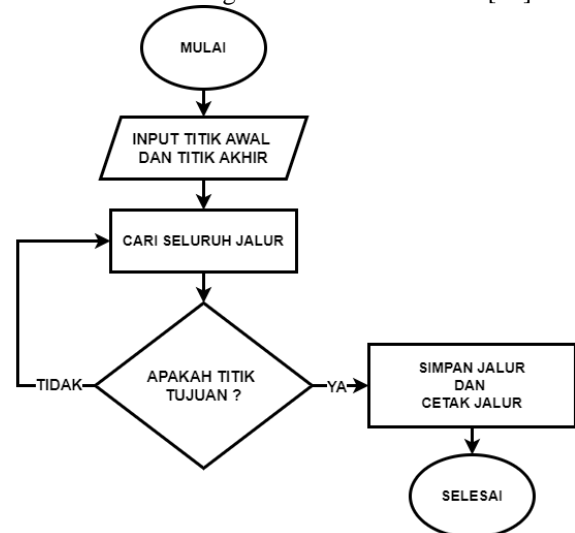 MULAI
INPUT TITIK AWAL
DAN TITIK AKHIR
CARI SELURUH JALUR
APAKAH TITIK
TUJUAN ?
TIDAK
YA
SIMPAN JALUR
DAN
CETAK JALUR
SELESAI